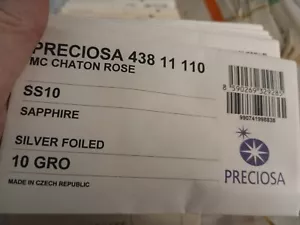 PRECIOSA 438 11 110
MC CHATON ROSE
SS10
SAPPHIRE
SILVER FOILED
10 GRO
MADE IN CZECH REPUBLIC
PRECIOSA